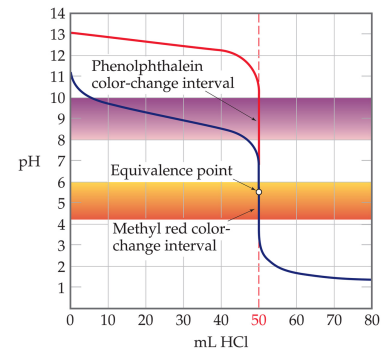 pH
14
13
12
11
10
9
8
7
6
5
4
3
2
1
Phenolphthalein
color-change interval
Equivalence point
Methyl red color-
change interval
0 10 20 30 40 50 60 70 80
mL HCl